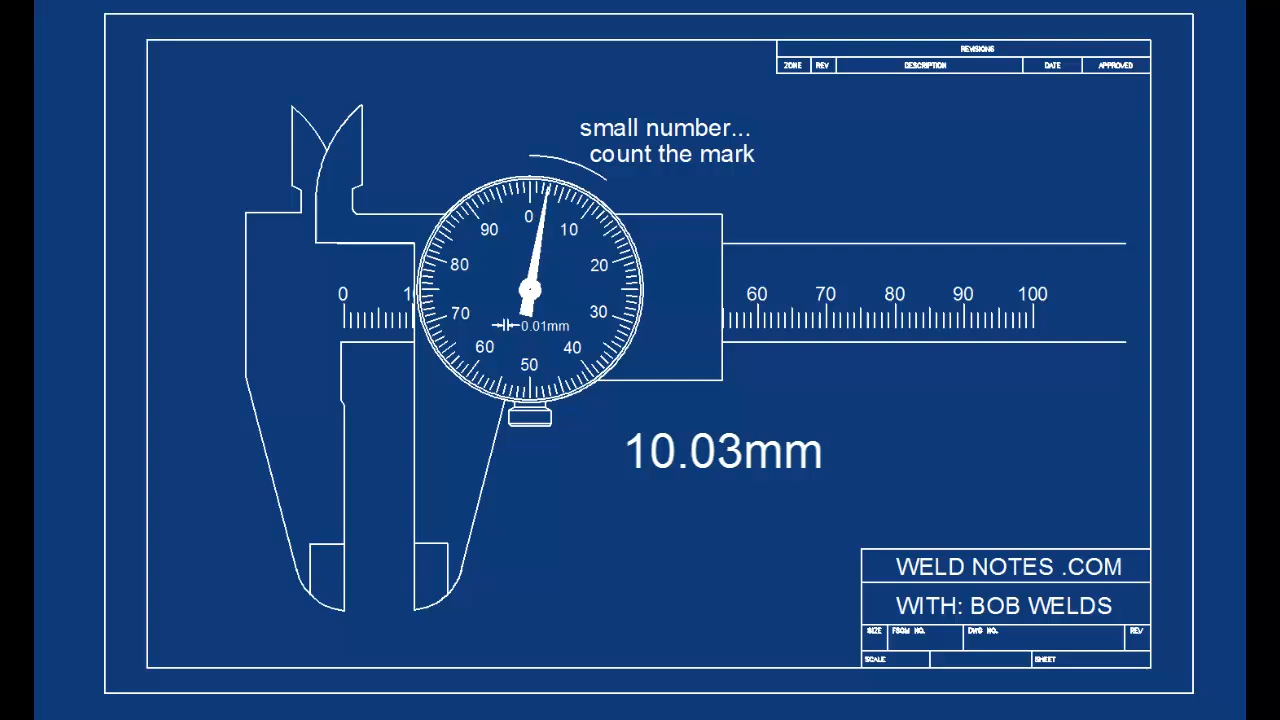 REVISIONS
ZONE REV DESCRIPTION DATE APPROVED
small number...
count the mark
0
90 10
80 20
70 30
60 40
50
0.01mm
0 60 70 80 90 100
10.03mm
WELD NOTES .COM
WITH: BOB WELDS
SIZE FSCM NO. DWG NO. REV
SCALE SHEET